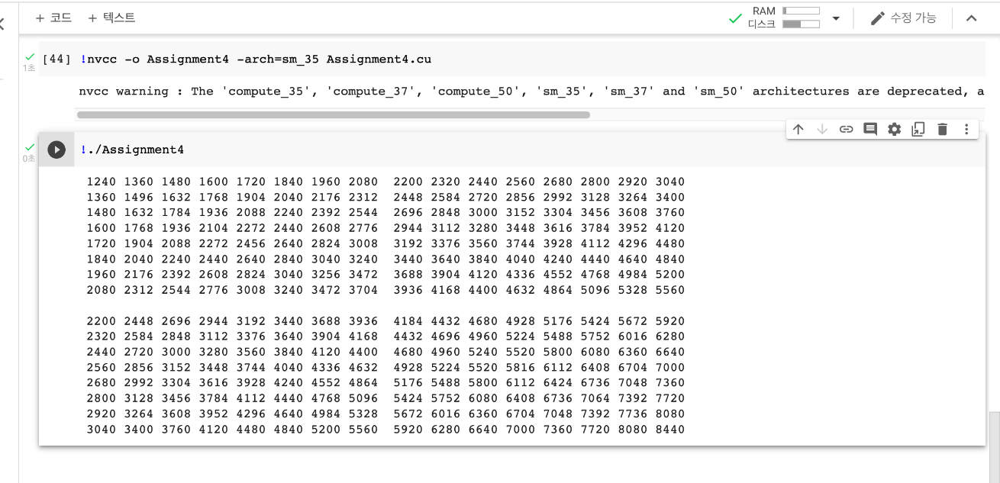 + 코드 + 텍스트
RAM
디스크
수정 가능
[44] !nvcc -o Assignment4 -arch=sm_35 Assignment4.cu
1초
nvcc warning : The 'compute_35', 'compute_37', 'compute_50', 'sm_35', 'sm_37' and 'sm_50' architectures are deprecated, a
!./Assignment4
0초
1240 1360 1480 1600 1720 1840 1960 2080 2200 2320 2440 2560 2680 2800 2920 3040
1360 1496 1632 1768 1904 2040 2176 2312 2448 2584 2720 2856 2992 3128 3264 3400
1480 1632 1784 1936 2088 2240 2392 2544 2696 2848 3000 3152 3304 3456 3608 3760
1600 1768 1936 2104 2272 2440 2608 2776 2944 3112 3280 3448 3616 3784 3952 4120
1720 1904 2088 2272 2456 2640 2824 3008 3192 3376 3560 3744 3928 4112 4296 4480
1840 2040 2240 2440 2640 2840 3040 3240 3440 3640 3840 4040 4240 4440 4640 4840
1960 2176 2392 2608 2824 3040 3256 3472 3688 3904 4120 4336 4552 4768 4984 5200
2080 2312 2544 2776 3008 3240 3472 3704 3936 4168 4400 4632 4864 5096 5328 5560
2200 2448 2696 2944 3192 3440 3688 3936 4184 4432 4680 4928 5176 5424 5672 5920
2320 2584 2848 3112 3376 3640 3904 4168 4432 4696 4960 5224 5488 5752 6016 6280
2440 2720 3000 3280 3560 3840 4120 4400 4680 4960 5240 5520 5800 6080 6360 6640
2560 2856 3152 3448 3744 4040 4336 4632 4928 5224 5520 5816 6112 6408 6704 7000
2680 2992 3304 3616 3928 4240 4552 4864 5176 5488 5800 6112 6424 6736 7048 7360
2800 3128 3456 3784 4112 4440 4768 5096 5424 5752 6080 6408 6736 7064 7392 7720
2920 3264 3608 3952 4296 4640 4984 5328 5672 6016 6360 6704 7048 7392 7736 8080
3040 3400 3760 4120 4480 4840 5200 5560 5920 6280 6640 7000 7360 7720 8080 8440